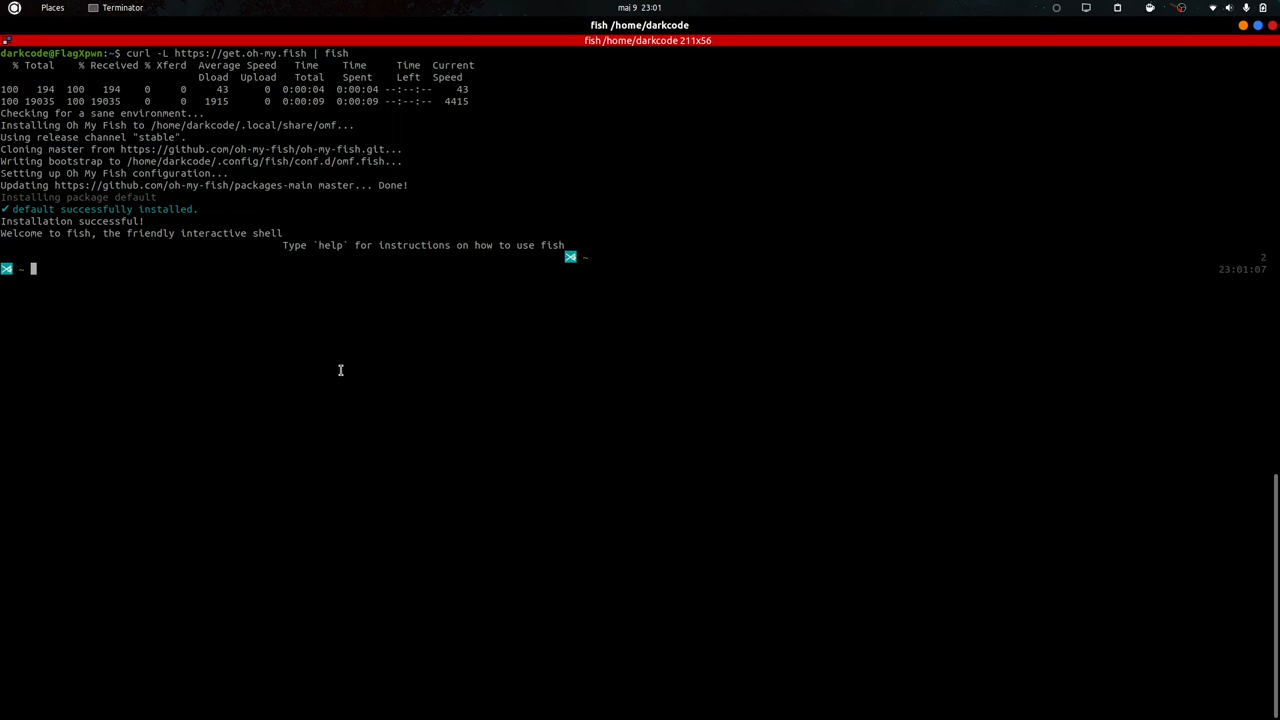 Places Terminator maj 9 23:01
fish /home/darkcode
fish/home/darkcode 211x56
darkcode@FlagXpwn:~$ curl -L https://get.oh-my.fish | fish
% Total % Received % Xferd Average Speed Time Time Time Current
Dload Upload Total Spent Left Speed
100 194 100 194 0 0 43 0 0:00:04 0:00:04 --:--:-- 43
100 19035 100 19035 0 0 1915 0 0:00:09 0:00:09 --:--:-- 4415
Checking for a sane environment...
Installing Oh My Fish to /home/darkcode/.local/share/omf...
Using release channel "stable".
Cloning master from https://github.com/oh-my-fish/oh-my-fish.git...
Writing bootstrap to /home/darkcode/.config/fish/conf.d/omf.fish...
Setting up Oh My Fish configuration...
Updating https://github.com/oh-my-fish/packages-main master... Done!
Installing package default
✔ default successfully installed.
Installation successful!
Welcome to fish, the friendly interactive shell
Type `help` for instructions on how to use fish
~ 2
~ 23:01:07